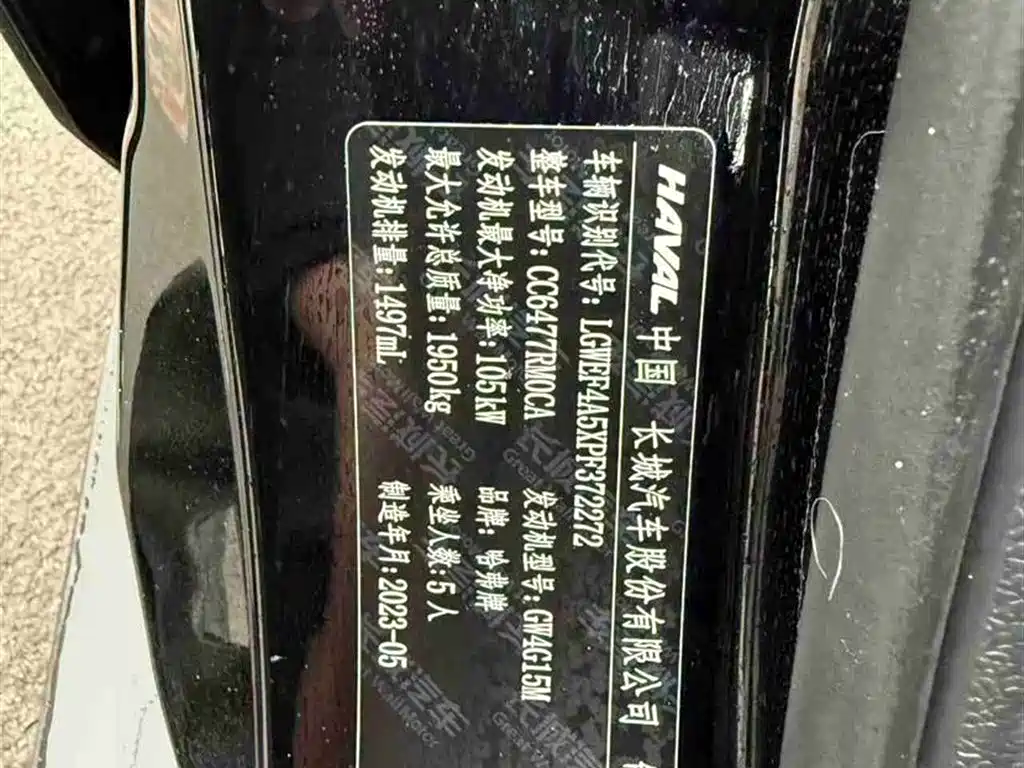 HAVAL 中国 长城汽车股份有限公司
车辆识别代号：LGWEF4A5XPF372272
整车型号：CC6477RM0CA 发动机型号：GW4G15M
发动机最大净功率：105kW 品牌：哈弗牌
最大允许总质量：1950kg 乘坐人数：5人
发动机排量：1497mL 制造年月：2023-05